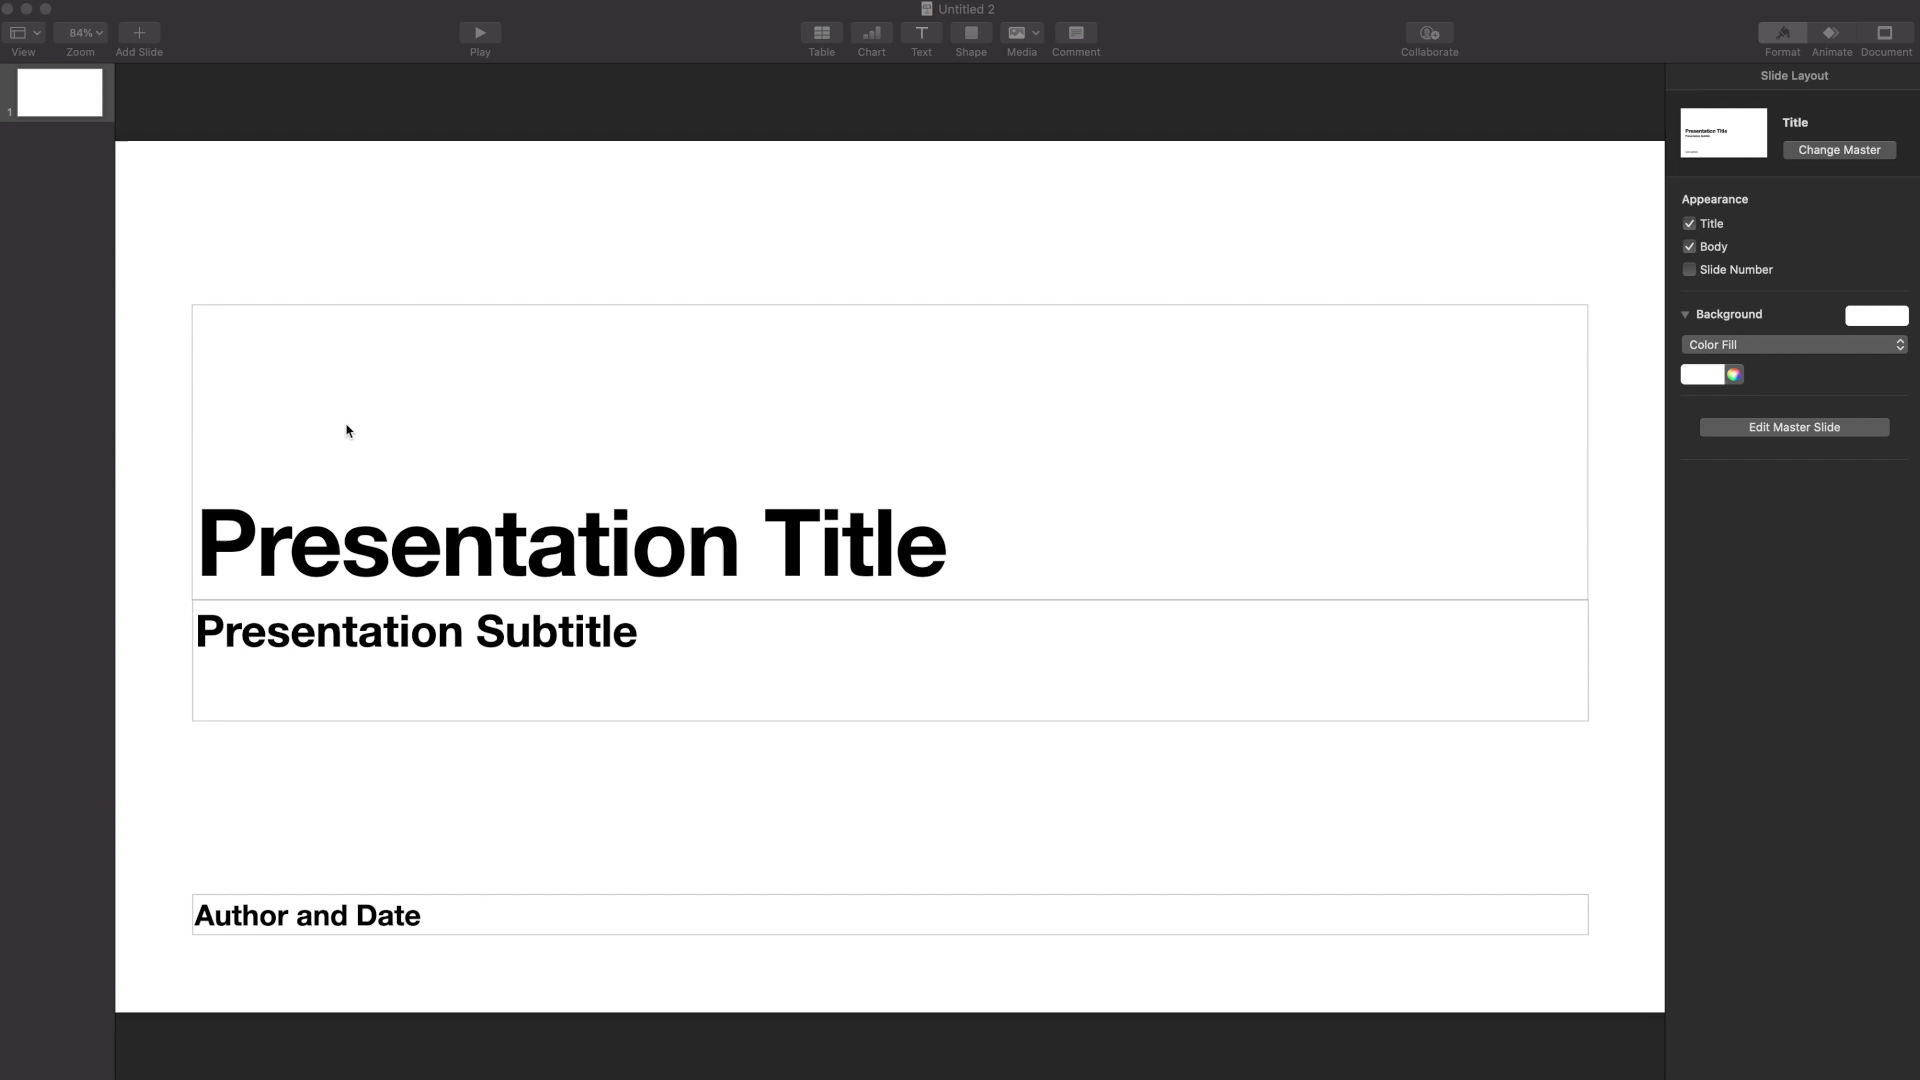 Untitled 2
84%
View
Zoom
Add Slide
Play
Table
Chart
Text
Shape
Media
Comment
Collaborate
Format
Animate
Document
1
Slide Layout
Presentation Title
Title
Change Master
Appearance
Title
Body
Slide Number
Background
Color Fill
Edit Master Slide
Presentation Title
Presentation Subtitle
Author and Date